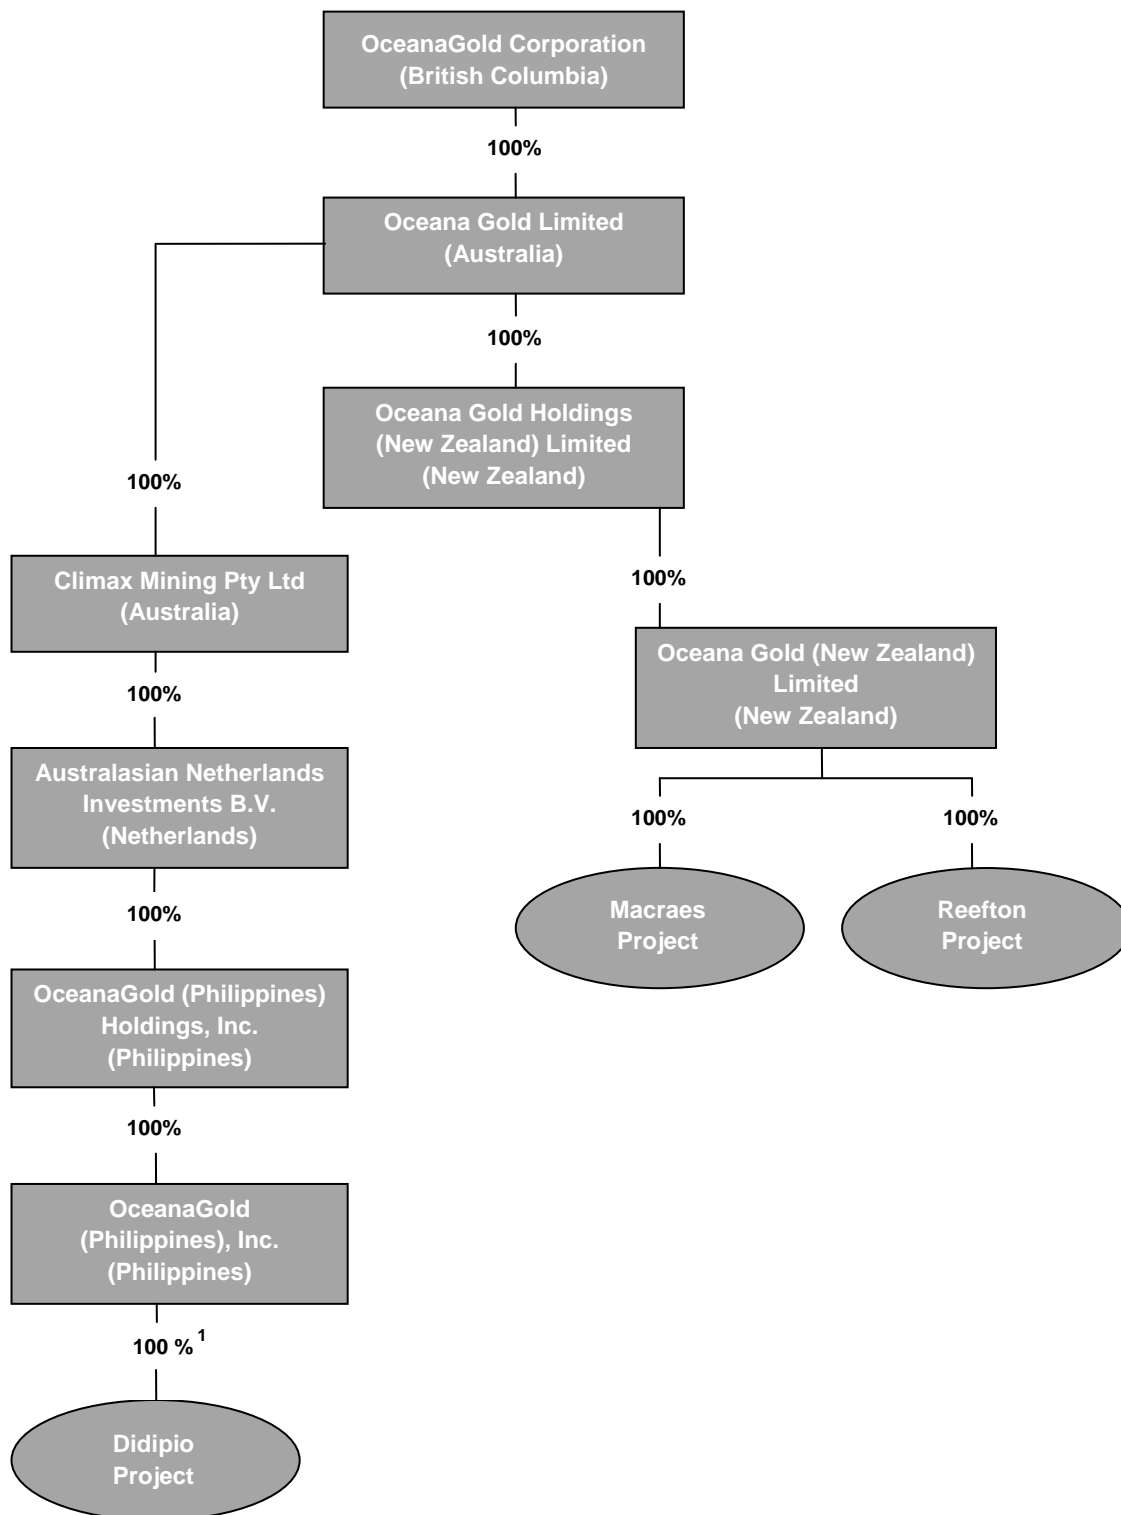 OceanaGold Corporation
(British Columbia)
100%
Oceana Gold Limited
(Australia)
100%
Oceana Gold Holdings
(New Zealand) Limited
(New Zealand)
100%
Climax Mining Pty Ltd
(Australia)
100%
Oceana Gold (New Zealand)
Limited
(New Zealand)
100%
Australasian Netherlands
Investments B.V.
(Netherlands)
100%
100%
100%
Macraes
Project
Reefton
Project
OceanaGold (Philippines)
Holdings, Inc.
(Philippines)
100%
OceanaGold
(Philippines), Inc.
(Philippines)
100 % 1
Didipio
Project